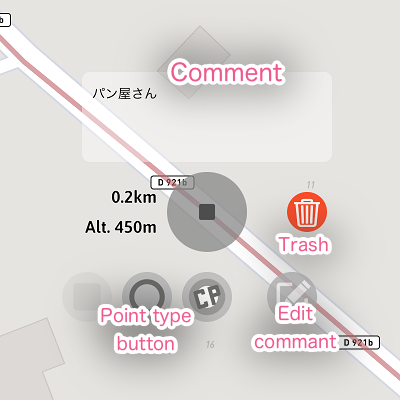 b
Comment
パン屋さん
D 921b
0.2km
11
Alt. 450m
Trash
CP
Point type
button
Edit
commant
16
D 921b